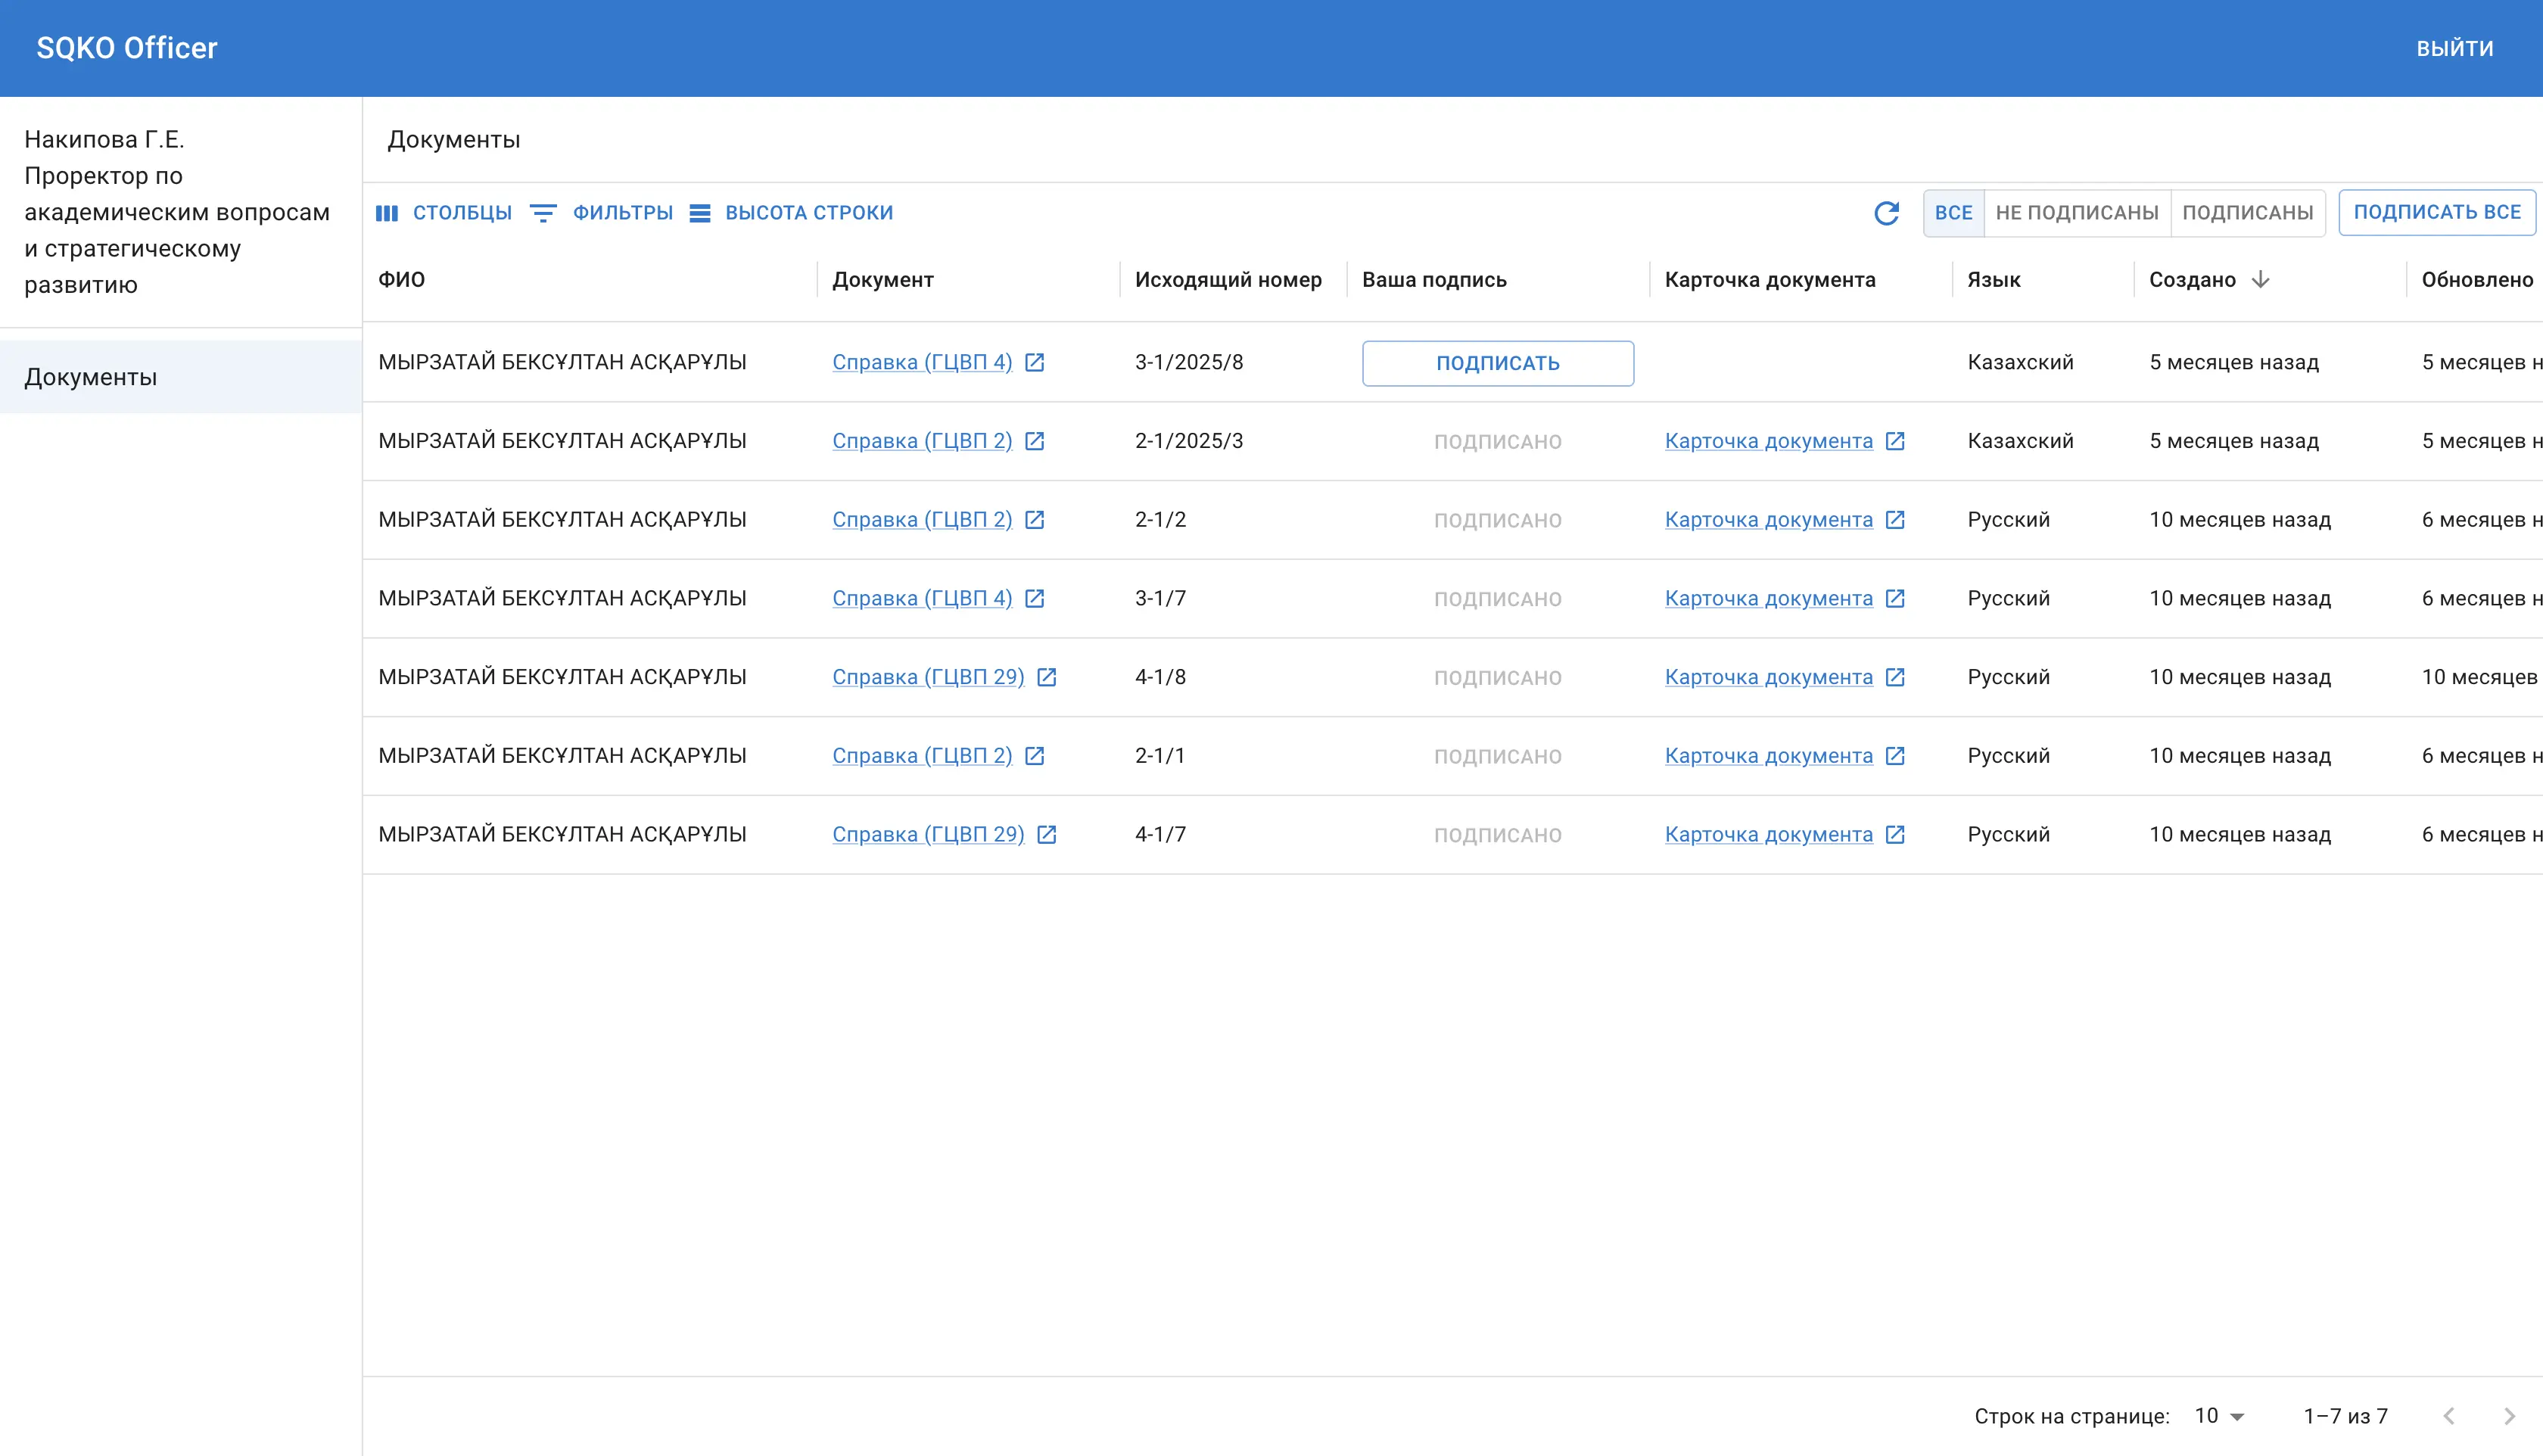 SQKO Officer
ВЫЙТИ
Накипова Г.Е.
Проректор по
академическим вопросам
и стратегическому
развитию
Документы
Документы
СТОЛБЦЫ ФИЛЬТРЫ ВЫСОТА СТРОКИ ВСЕ НЕ ПОДПИСАНЫ ПОДПИСАНЫ ПОДПИСАТЬ ВСЕ
ФИО Документ Исходящий номер Ваша подпись Карточка документа Язык Создано Обновлено
МЫРЗАТАЙ БЕКСҰЛТАН АСҚАРҰЛЫ Справка (ГЦВП 4) 3-1/2025/8 ПОДПИСАТЬ Казахский 5 месяцев назад 5 месяцев н
МЫРЗАТАЙ БЕКСҰЛТАН АСҚАРҰЛЫ Справка (ГЦВП 2) 2-1/2025/3 ПОДПИСАНО Карточка документа Казахский 5 месяцев назад 5 месяцев н
МЫРЗАТАЙ БЕКСҰЛТАН АСҚАРҰЛЫ Справка (ГЦВП 2) 2-1/2 ПОДПИСАНО Карточка документа Русский 10 месяцев назад 6 месяцев н
МЫРЗАТАЙ БЕКСҰЛТАН АСҚАРҰЛЫ Справка (ГЦВП 4) 3-1/7 ПОДПИСАНО Карточка документа Русский 10 месяцев назад 6 месяцев н
МЫРЗАТАЙ БЕКСҰЛТАН АСҚАРҰЛЫ Справка (ГЦВП 29) 4-1/8 ПОДПИСАНО Карточка документа Русский 10 месяцев назад 10 месяцев
МЫРЗАТАЙ БЕКСҰЛТАН АСҚАРҰЛЫ Справка (ГЦВП 2) 2-1/1 ПОДПИСАНО Карточка документа Русский 10 месяцев назад 6 месяцев н
МЫРЗАТАЙ БЕКСҰЛТАН АСҚАРҰЛЫ Справка (ГЦВП 29) 4-1/7 ПОДПИСАНО Карточка документа Русский 10 месяцев назад 6 месяцев н
Строк на странице: 10 1–7 из 7